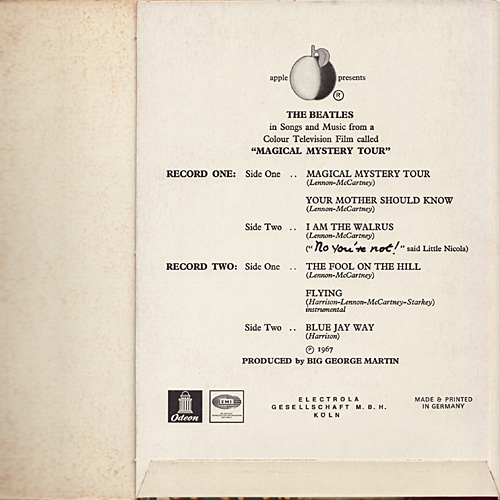 apple presents
®
THE BEATLES
in Songs and Music from a
Colour Television Film called
"MAGICAL MYSTERY TOUR"
RECORD ONE: Side One .. MAGICAL MYSTERY TOUR
(Lennon-McCartney)
YOUR MOTHER SHOULD KNOW
(Lennon-McCartney)
Side Two .. I AM THE WALRUS
(Lennon-McCartney)
("No you're not!" said Little Nicola)
RECORD TWO: Side One .. THE FOOL ON THE HILL
(Lennon-McCartney)
FLYING
(Harrison-Lennon-McCartney-Starkey)
instrumental
Side Two .. BLUE JAY WAY
(Harrison)
℗ 1967
PRODUCED by BIG GEORGE MARTIN
Odeon
EMI
ELECTROLA
GESELLSCHAFT M.B.H.
KÖLN
MADE & PRINTED
IN GERMANY